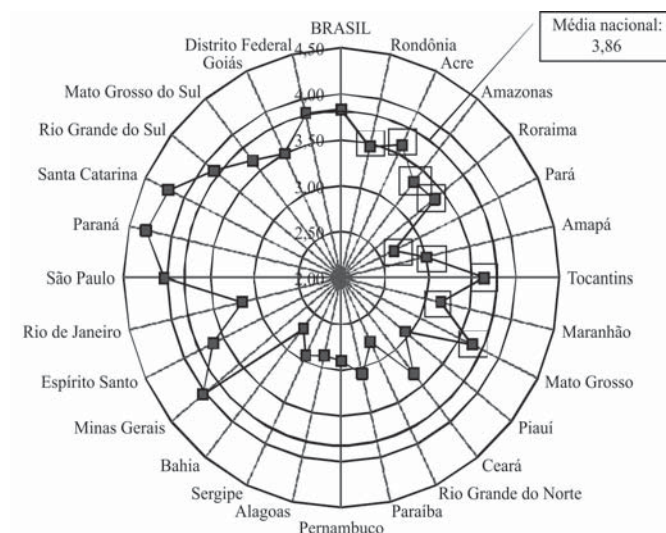 Média nacional:
3,86
BRASIL
Rondônia
Acre
Amazonas
Roraima
Pará
Amapá
Tocantins
Maranhão
Mato Grosso
Piauí
Ceará
Rio Grande do Norte
Paraíba
Pernambuco
Alagoas
Sergipe
Bahia
Minas Gerais
Espírito Santo
Rio de Janeiro
São Paulo
Paraná
Santa Catarina
Rio Grande do Sul
Mato Grosso do Sul
Goiás
Distrito Federal
4,50
4,00
3,50
3,00
2,50
2,00